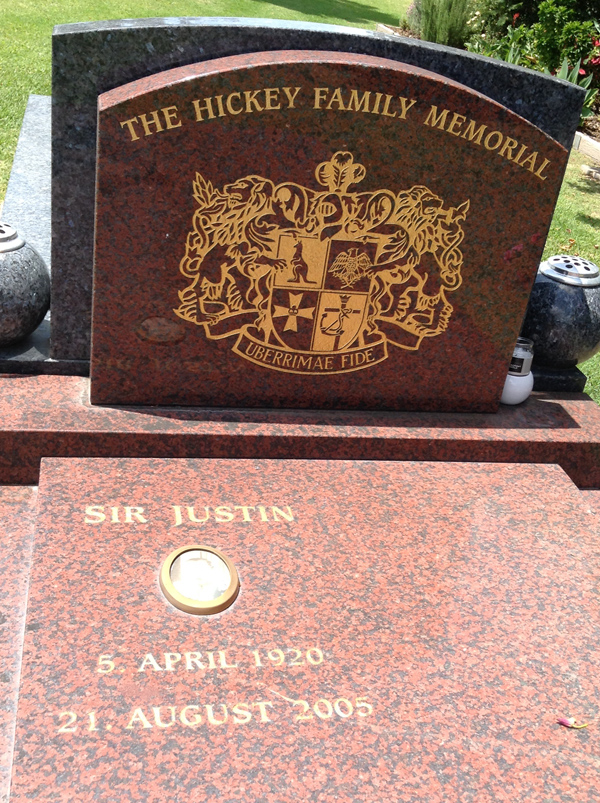 THE HICKEY FAMILY MEMORIAL
UBERRIMAE FIDE
SIR JUSTIN
5. APRIL 1920
21. AUGUST 2005